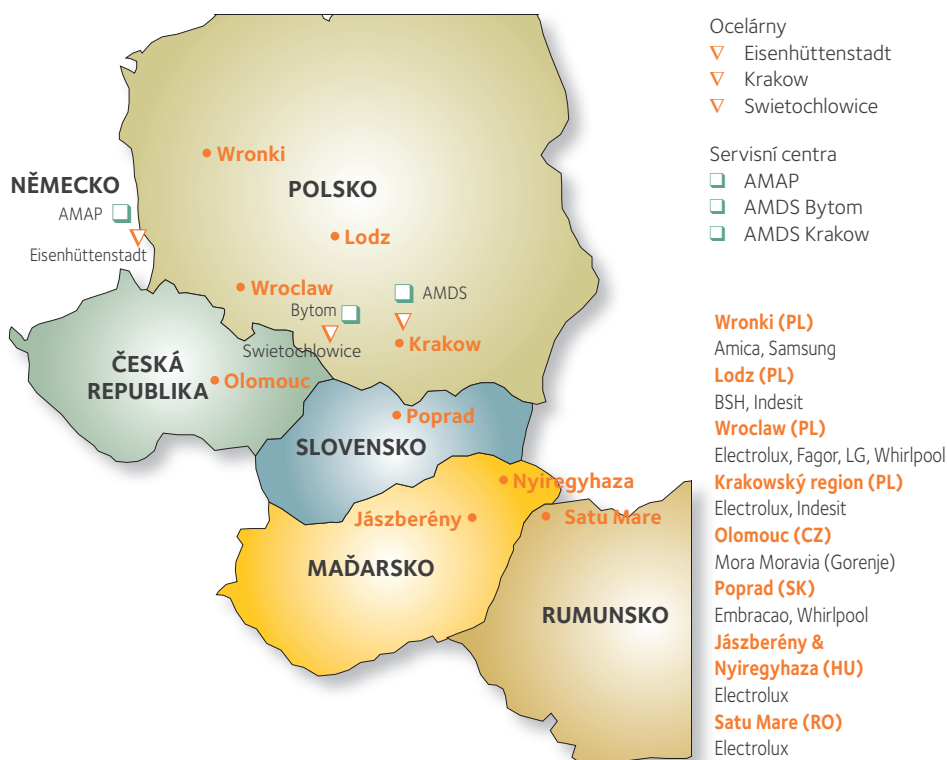 Wronki
NĚMECKO
POLSKO
AMAP
Lodz
Eisenhüttenstadt
Wroclaw
AMDS
Bytom
Swietochlowice
Krakow
ČESKÁ
REPUBLIKA
Olomouc
Poprad
SLOVENSKO
Nyiregyhaza
Jászberény
Satu Mare
MAĎARSKO
RUMUNSKO
Ocelárny
Eisenhüttenstadt
Krakow
Swietochlowice
Servisní centra
AMAP
AMDS Bytom
AMDS Krakow
Wronki (PL)
Amica, Samsung
Lodz (PL)
BSH, Indesit
Wroclaw (PL)
Electrolux, Fagor, LG, Whirlpool
Krakowský region (PL)
Electrolux, Indesit
Olomouc (CZ)
Mora Moravia (Gorenje)
Poprad (SK)
Embracao, Whirlpool
Jászberény &
Nyiregyhaza (HU)
Electrolux
Satu Mare (RO)
Electrolux